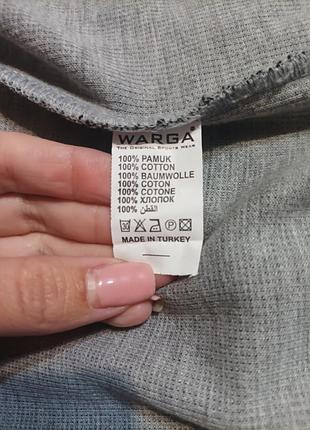 WARGA
THE ORIGINAL SPORTS WEAR
100% PAMUK
100% COTTON
100% BAUMWOLLE
100% COTON
100% COTONE
100% ХЛОПОК
100% القطن
MADE IN TURKEY